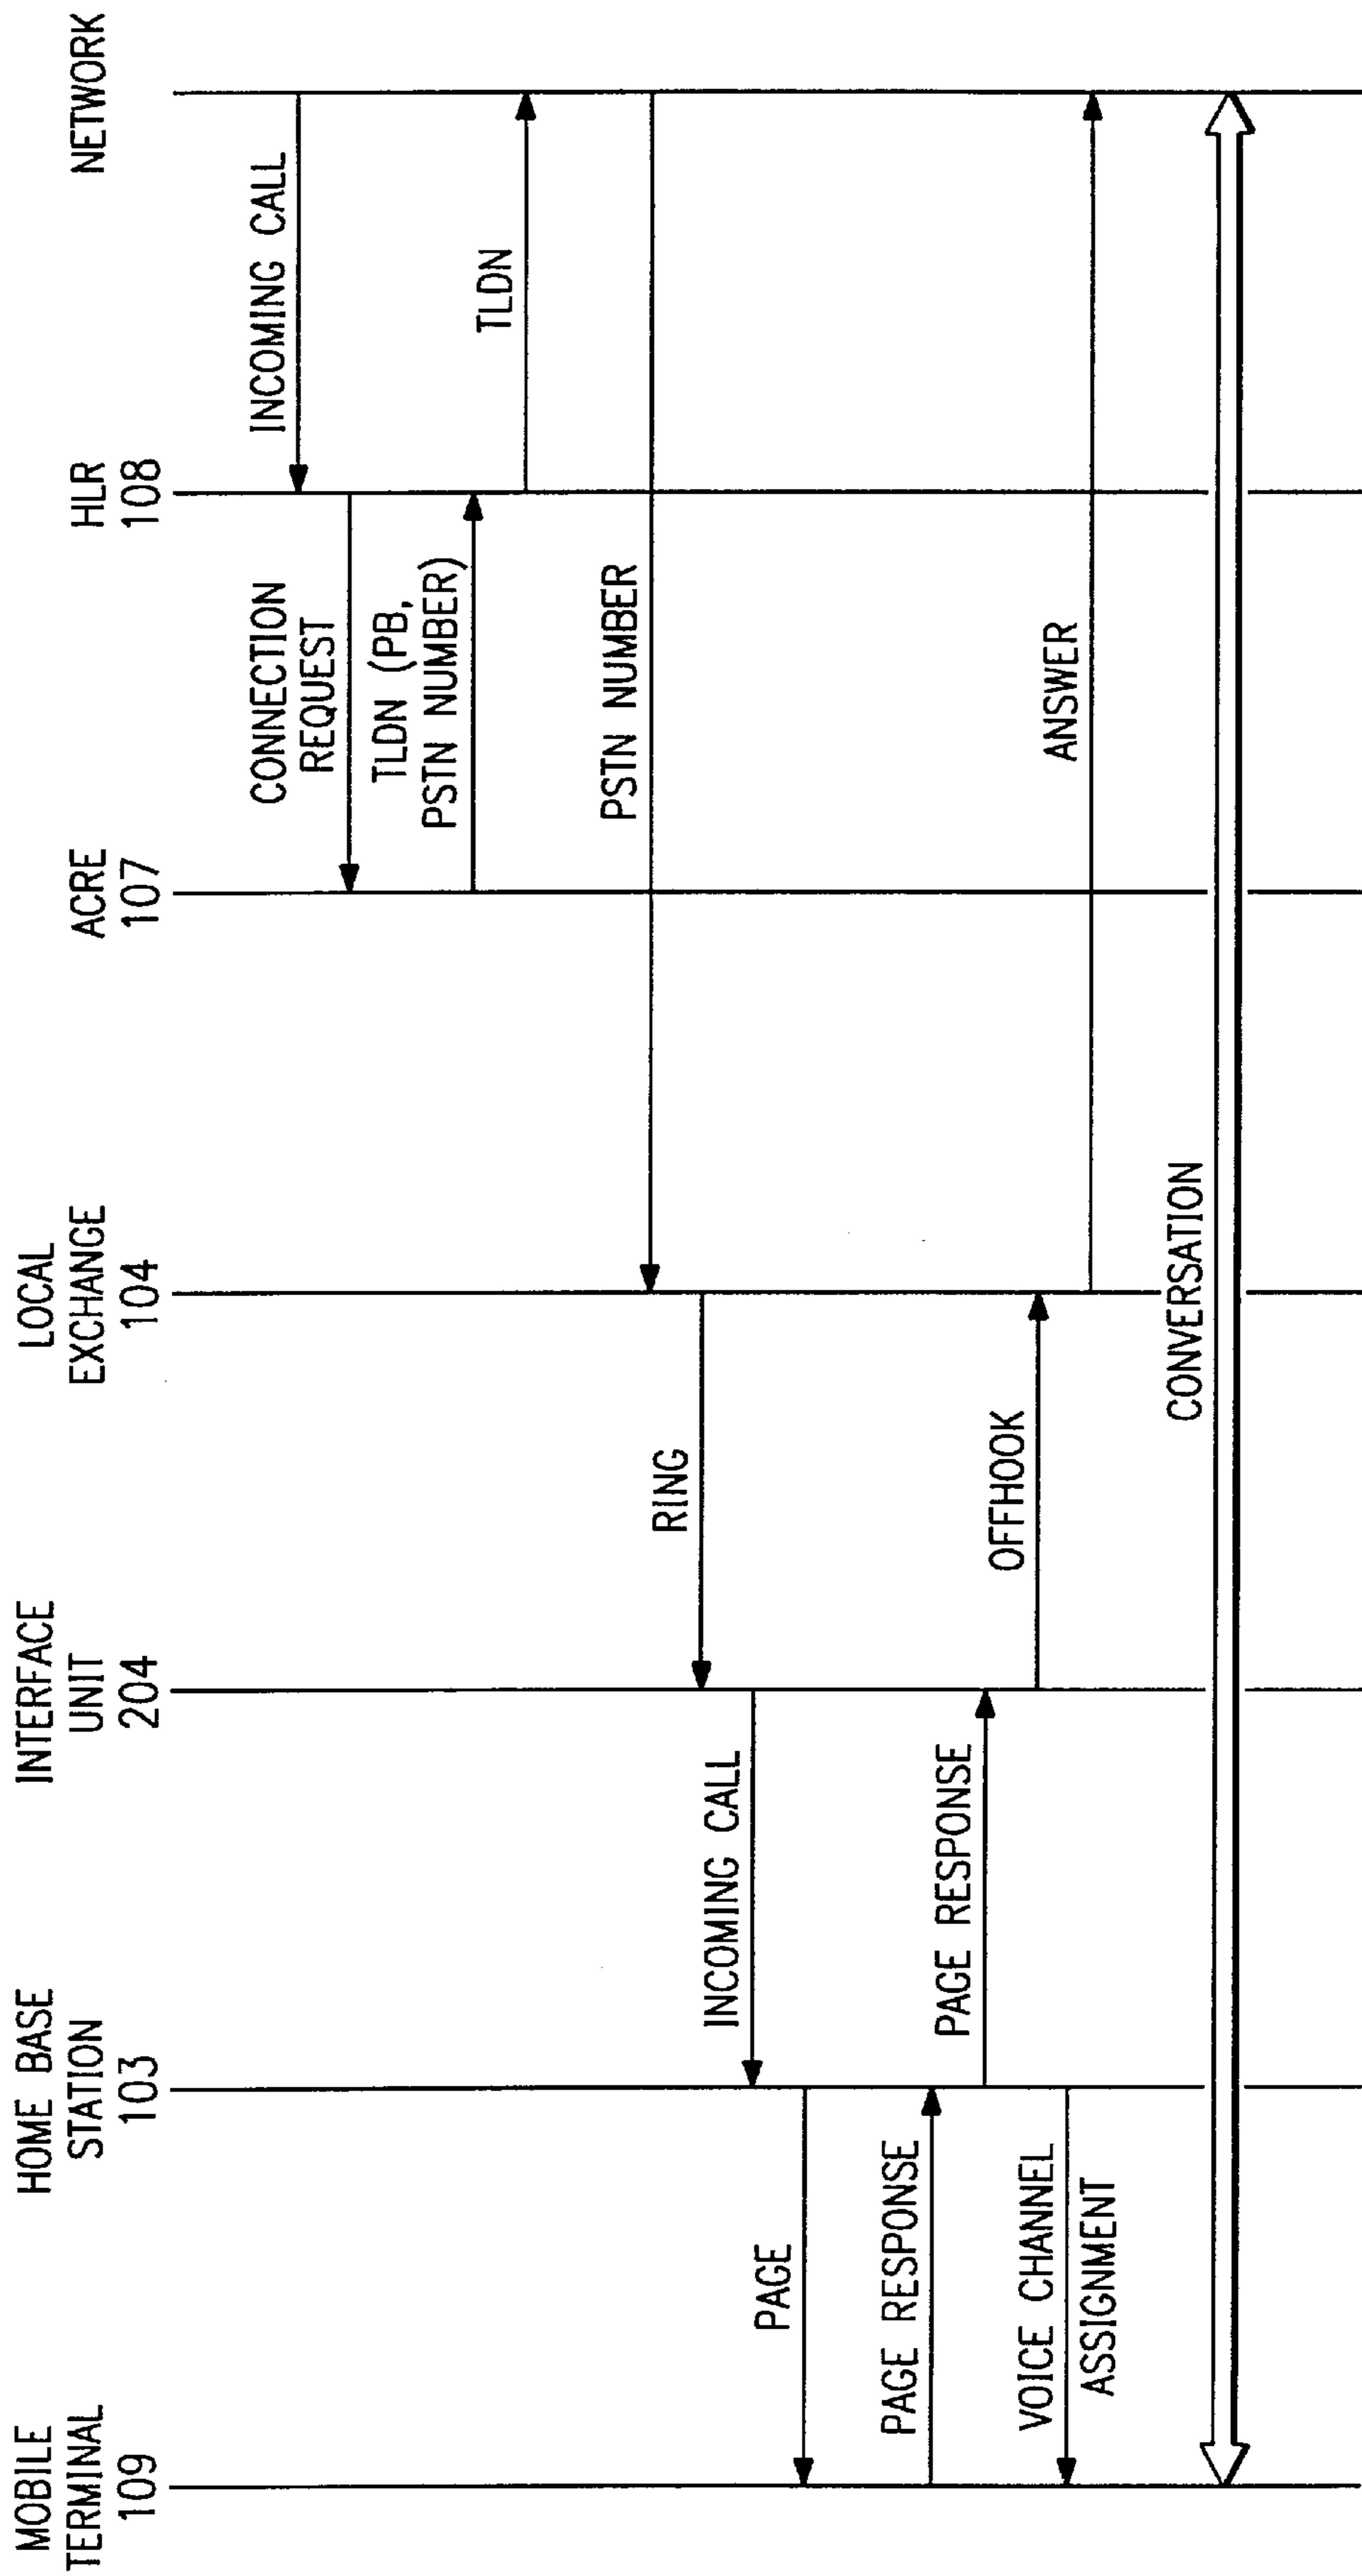 MOBILE
TERMINAL
109
HOME BASE
STATION
103
INTERFACE
UNIT
204
LOCAL
EXCHANGE
104
ACRE
107
HLR
108
NETWORK
INCOMING CALL
CONNECTION
REQUEST
TLDN (PB,
PSTN NUMBER)
TLDN
PSTN NUMBER
RING
INCOMING CALL
PAGE
PAGE RESPONSE
PAGE RESPONSE
OFFHOOK
VOICE CHANNEL
ASSIGNMENT
ANSWER
CONVERSATION